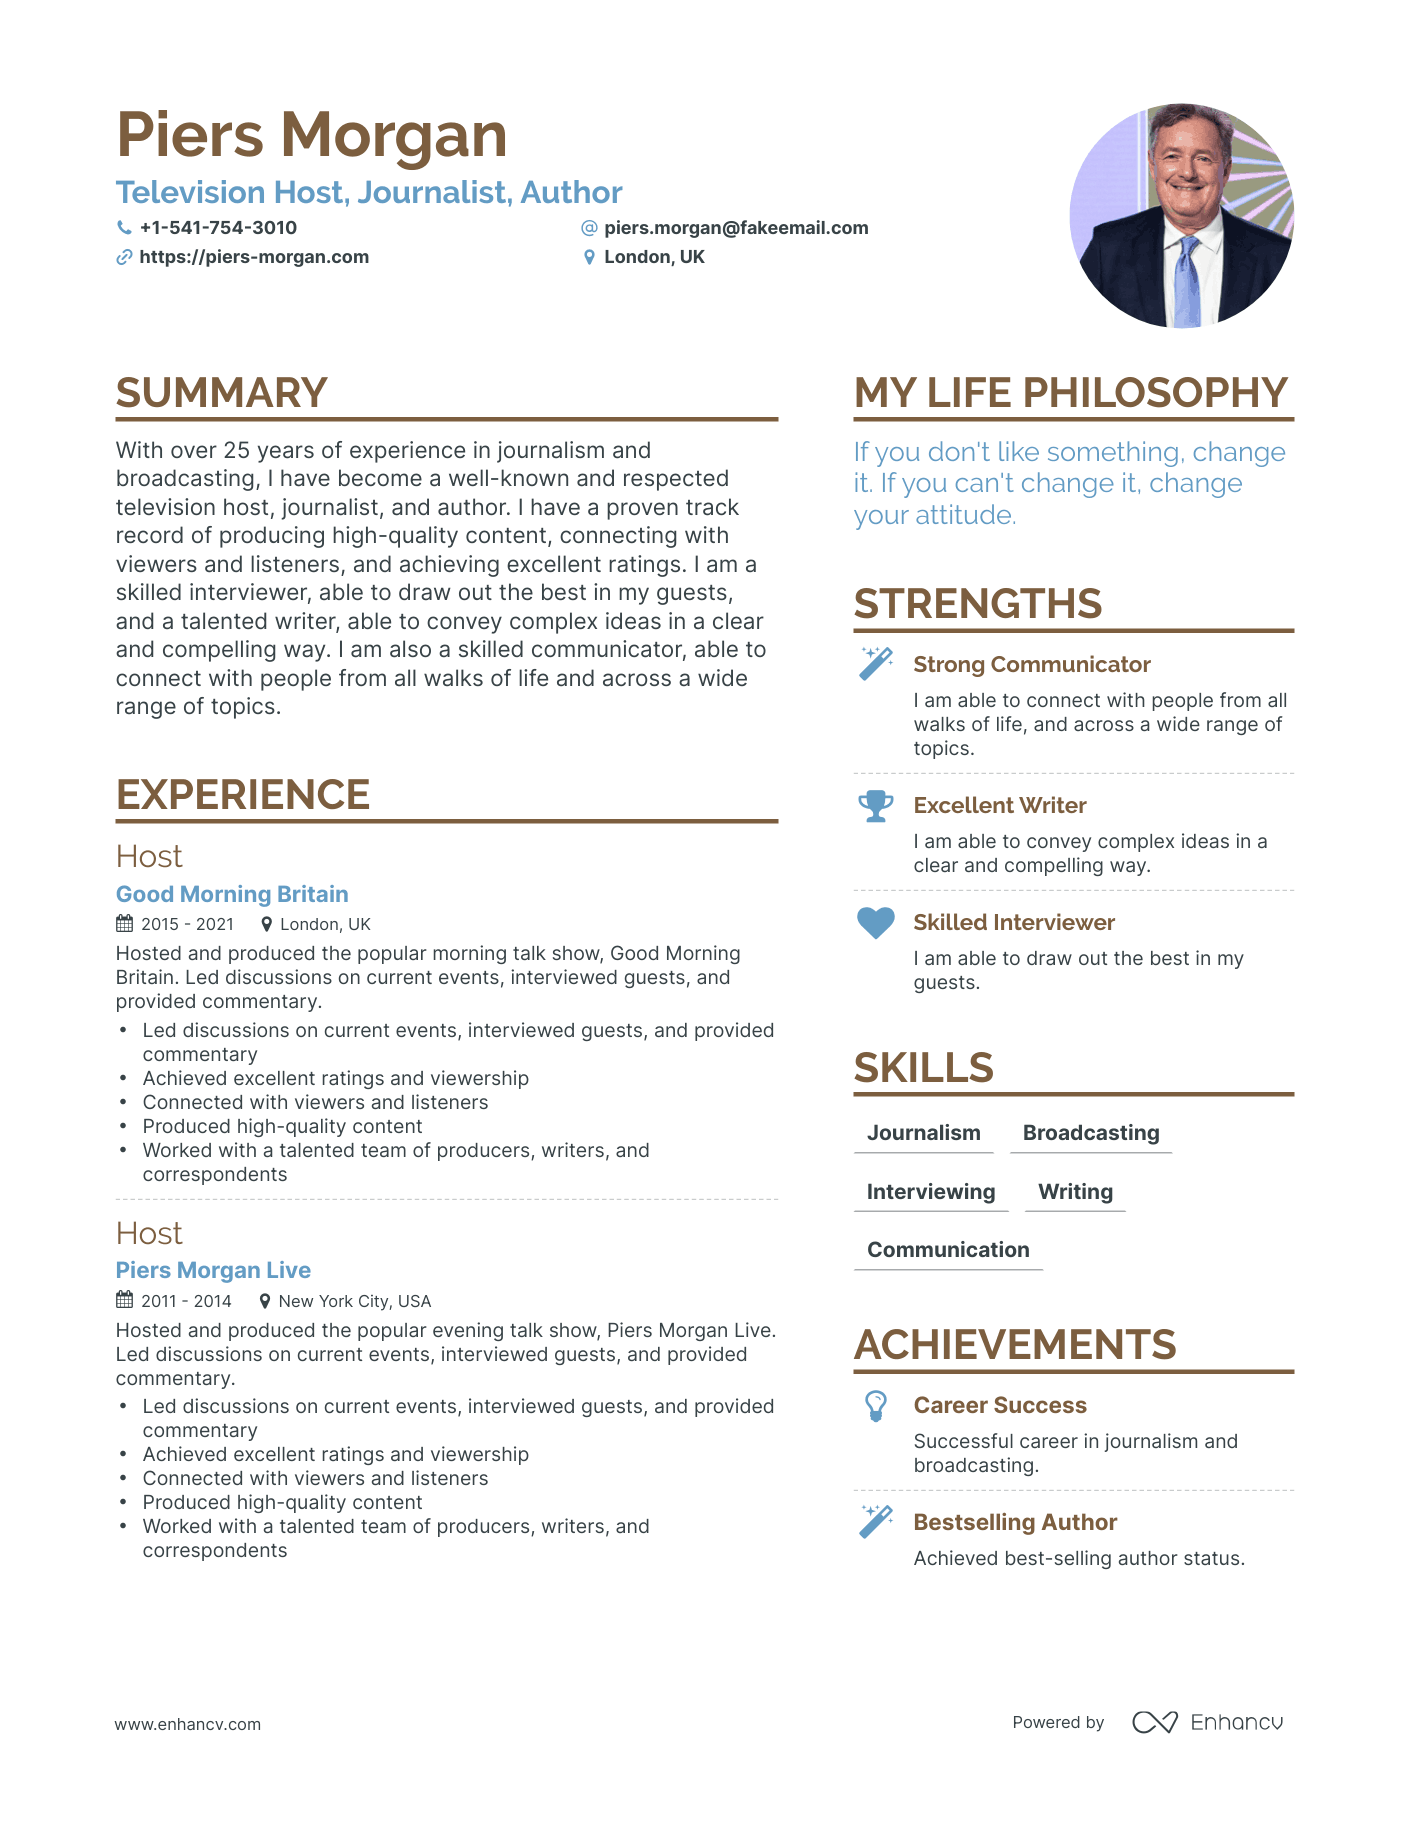 Piers Morgan
Television Host, Journalist, Author
+1-541-754-3010
@ piers.morgan@fakeemail.com
https://piers-morgan.com
London, UK
SUMMARY
With over 25 years of experience in journalism and
broadcasting, I have become a well-known and respected
television host, journalist, and author. I have a proven track
record of producing high-quality content, connecting with
viewers and listeners, and achieving excellent ratings. I am a
skilled interviewer, able to draw out the best in my guests,
and a talented writer, able to convey complex ideas in a clear
and compelling way. I am also a skilled communicator, able to
connect with people from all walks of life and across a wide
range of topics.
EXPERIENCE
Host
Good Morning Britain
2015 - 2021
London, UK
Hosted and produced the popular morning talk show, Good Morning
Britain. Led discussions on current events, interviewed guests, and
provided commentary.
• Led discussions on current events, interviewed guests, and provided
commentary
• Achieved excellent ratings and viewership
• Connected with viewers and listeners
• Produced high-quality content
• Worked with a talented team of producers, writers, and
correspondents
Host
Piers Morgan Live
2011 - 2014
New York City, USA
Hosted and produced the popular evening talk show, Piers Morgan Live.
Led discussions on current events, interviewed guests, and provided
commentary.
• Led discussions on current events, interviewed guests, and provided
commentary
• Achieved excellent ratings and viewership
• Connected with viewers and listeners
• Produced high-quality content
• Worked with a talented team of producers, writers, and
correspondents
MY LIFE PHILOSOPHY
If you don't like something, change
it. If you can't change it, change
your attitude.
STRENGTHS
Strong Communicator
I am able to connect with people from all
walks of life, and across a wide range of
topics.
Excellent Writer
I am able to convey complex ideas in a
clear and compelling way.
Skilled Interviewer
I am able to draw out the best in my
guests.
SKILLS
Journalism
Broadcasting
Interviewing
Writing
Communication
ACHIEVEMENTS
Career Success
Successful career in journalism and
broadcasting.
Bestselling Author
Achieved best-selling author status.
www.enhancv.com
Powered by
Enhancv